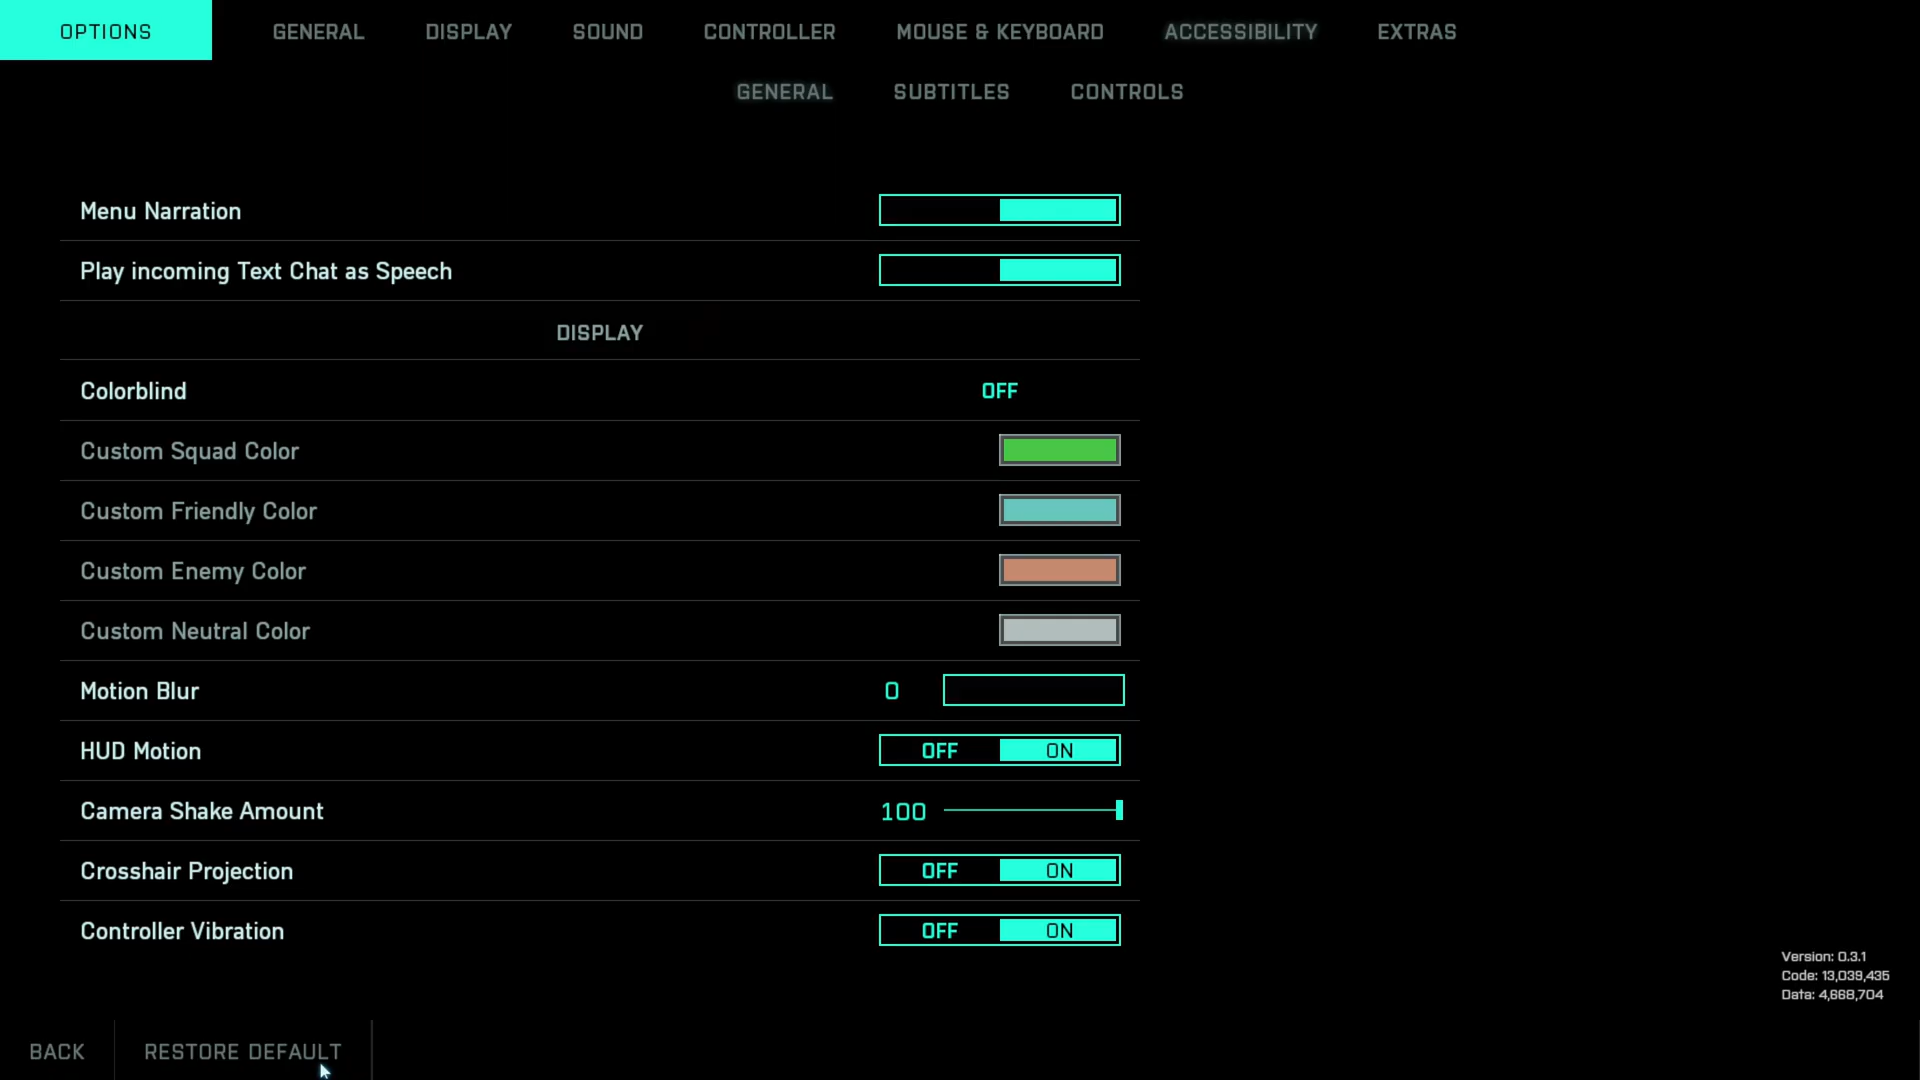 OPTIONS GENERAL DISPLAY SOUND CONTROLLER MOUSE & KEYBOARD ACCESSIBILITY EXTRAS
GENERAL SUBTITLES CONTROLS
Menu Narration
Play incoming Text Chat as Speech
DISPLAY
Colorblind OFF
Custom Squad Color
Custom Friendly Color
Custom Enemy Color
Custom Neutral Color
Motion Blur 0
HUD Motion OFF ON
Camera Shake Amount 100
Crosshair Projection OFF ON
Controller Vibration OFF ON
Version: 0.3.1
Code: 13,039,435
Data: 4,668,704
BACK RESTORE DEFAULT